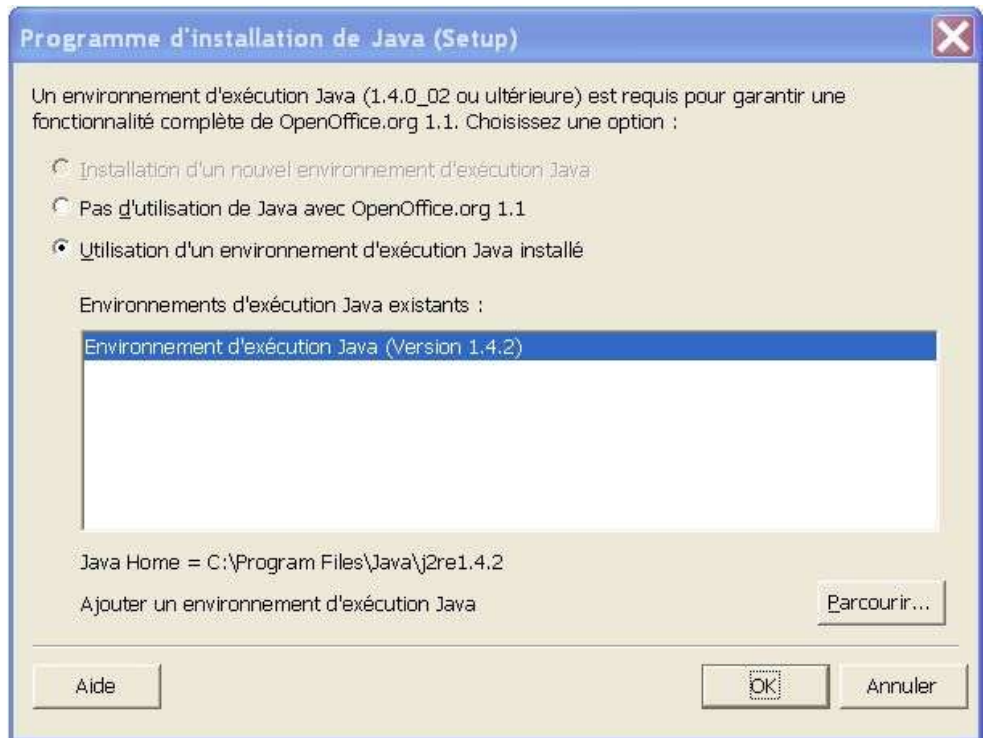 Programme d'installation de Java (Setup)
Un environnement d'exécution Java (1.4.0_02 ou ultérieure) est requis pour garantir une
fonctionnalité complète de OpenOffice.org 1.1. Choisissez une option :
Installation d'un nouvel environnement d'exécution Java
Pas d'utilisation de Java avec OpenOffice.org 1.1
Utilisation d'un environnement d'exécution Java installé
Environnements d'exécution Java existants :
Environnement d'exécution Java (Version 1.4.2)
Java Home = C:\Program Files\Java\j2re1.4.2
Ajouter un environnement d'exécution Java
Parcourir...
Aide
OK
Annuler